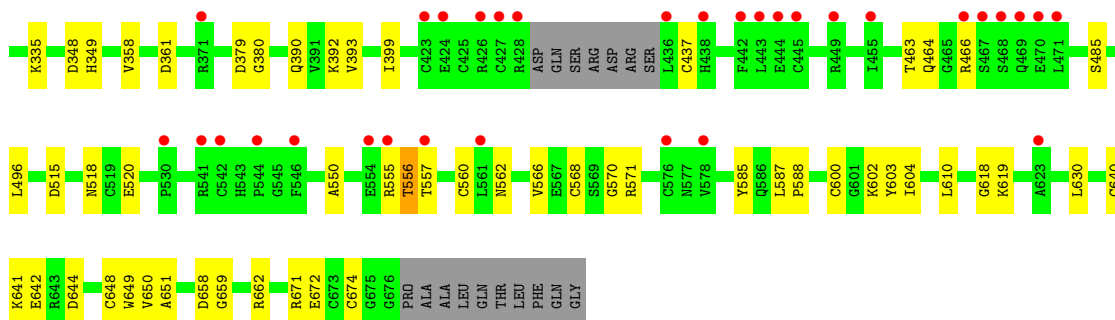 K335 D348 H349 V358 D361 R371 D379 G380 Q390 V391 K392 V393 I399 C423 E424 C425 R426 C427 R428 ASP GLN SER ARG ASP ARG SER L436 C437 H438 F442 L443 E444 C445 R449 I455 T463 Q464 G465 R466 S467 S468 Q469 E470 L471 S485
L496 D515 N518 C519 E520 P530 R541 C542 H543 P544 G545 F546 A550 E554 R555 T556 T557 C560 L561 N562 V566 E567 C568 S569 G570 R571 C576 N577 V578 Y585 Q586 L587 P588 C600 G601 K602 Y603 I604 L610 G618 K619 A623 L630
K641 E642 R643 D644 C648 W649 V650 A651 D658 G659 R662 R671 E672 C673 C674 G675 G676 PRO ALA ALA LEU GLN THR LEU PHE GLN GLY